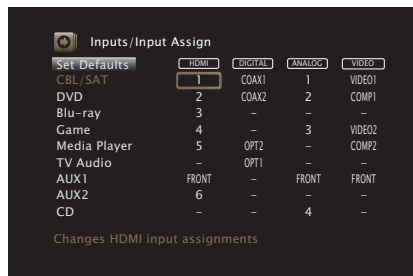 Inputs/Input Assign
Set Defaults HDMI DIGITAL ANALOG VIDEO
CBL/SAT 1 COAX1 1 VIDEO1
DVD 2 COAX2 2 COMP1
Blu-ray 3 – – –
Game 4 – 3 VIDEO2
Media Player 5 OPT2 – COMP2
TV Audio – OPT1 – –
AUX1 FRONT – FRONT FRONT
AUX2 6 – – –
CD – – 4 –
Changes HDMI input assignments